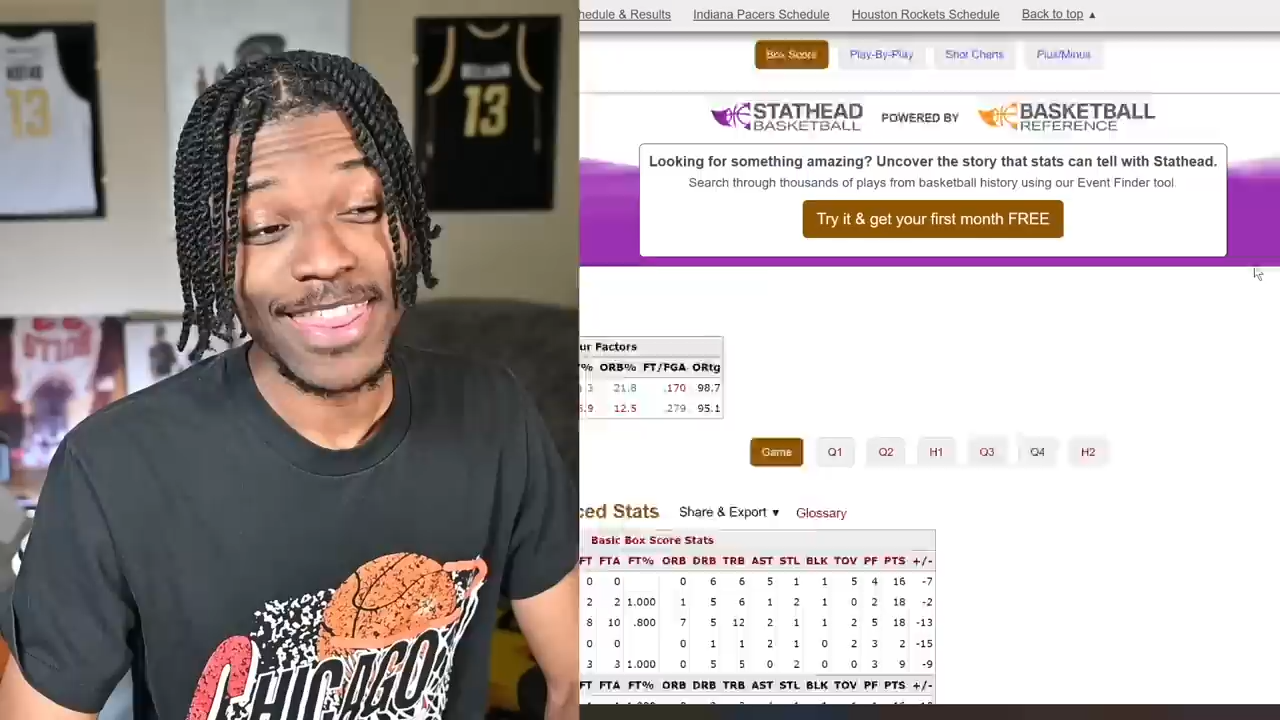 hedule & Results Indiana Pacers Schedule Houston Rockets Schedule Back to top ▲
Box Score Play-By-Play Shot Charts Plus/Minus
STATHEAD BASKETBALL POWERED BY BASKETBALL REFERENCE
Looking for something amazing? Uncover the story that stats can tell with Stathead.
Search through thousands of plays from basketball history using our Event Finder tool
Try it & get your first month FREE
ur Factors
% ORB% FT/FGA ORtg
3 21.8 .170 98.7
.9 12.5 .279 95.1
Game Q1 Q2 H1 Q3 Q4 H2
ced Stats Share & Export ▼ Glossary
Basic Box Score Stats
FT FTA FT% ORB DRB TRB AST STL BLK TOV PF PTS +/-
0 0 0 6 6 5 1 1 5 4 16 -7
2 2 1.000 1 5 6 1 2 1 0 2 18 -2
8 10 .800 7 5 12 2 1 1 2 5 18 -13
0 0 0 1 1 2 1 0 2 3 2 -15
3 3 1.000 0 5 5 0 2 0 0 3 9 -9
FT FTA FT% ORB DRB TRB AST STL BLK TOV PF PTS +/-
13
13
CHICAGO